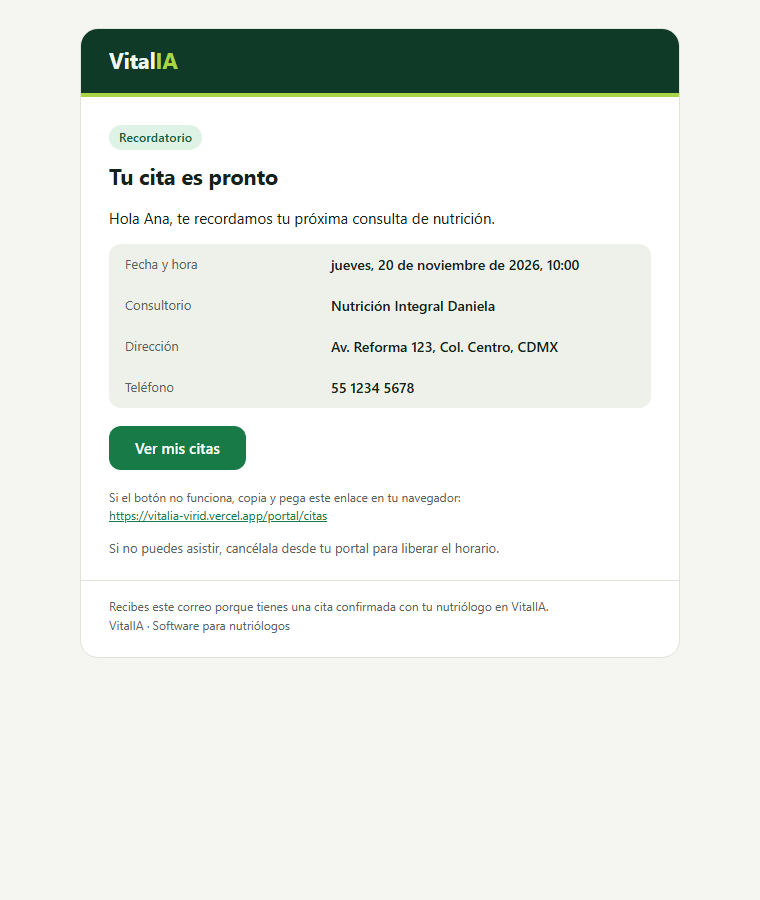 VitalIA
Recordatorio
Tu cita es pronto
Hola Ana, te recordamos tu próxima consulta de nutrición.
Fecha y hora jueves, 20 de noviembre de 2026, 10:00
Consultorio Nutrición Integral Daniela
Dirección Av. Reforma 123, Col. Centro, CDMX
Teléfono 55 1234 5678
Ver mis citas
Si el botón no funciona, copia y pega este enlace en tu navegador:
https://vitalia-virid.vercel.app/portal/citas
Si no puedes asistir, cancélala desde tu portal para liberar el horario.
Recibes este correo porque tienes una cita confirmada con tu nutriólogo en VitalIA.
VitalIA · Software para nutriólogos